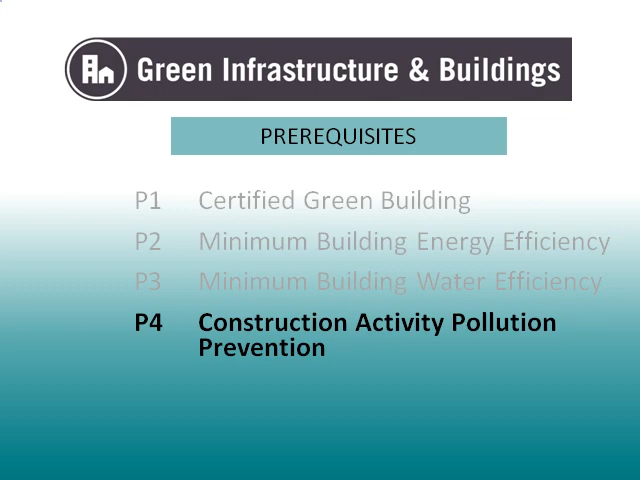 Green Infrastructure & Buildings
PREREQUISITES
P1 Certified Green Building
P2 Minimum Building Energy Efficiency
P3 Minimum Building Water Efficiency
P4 Construction Activity Pollution
Prevention